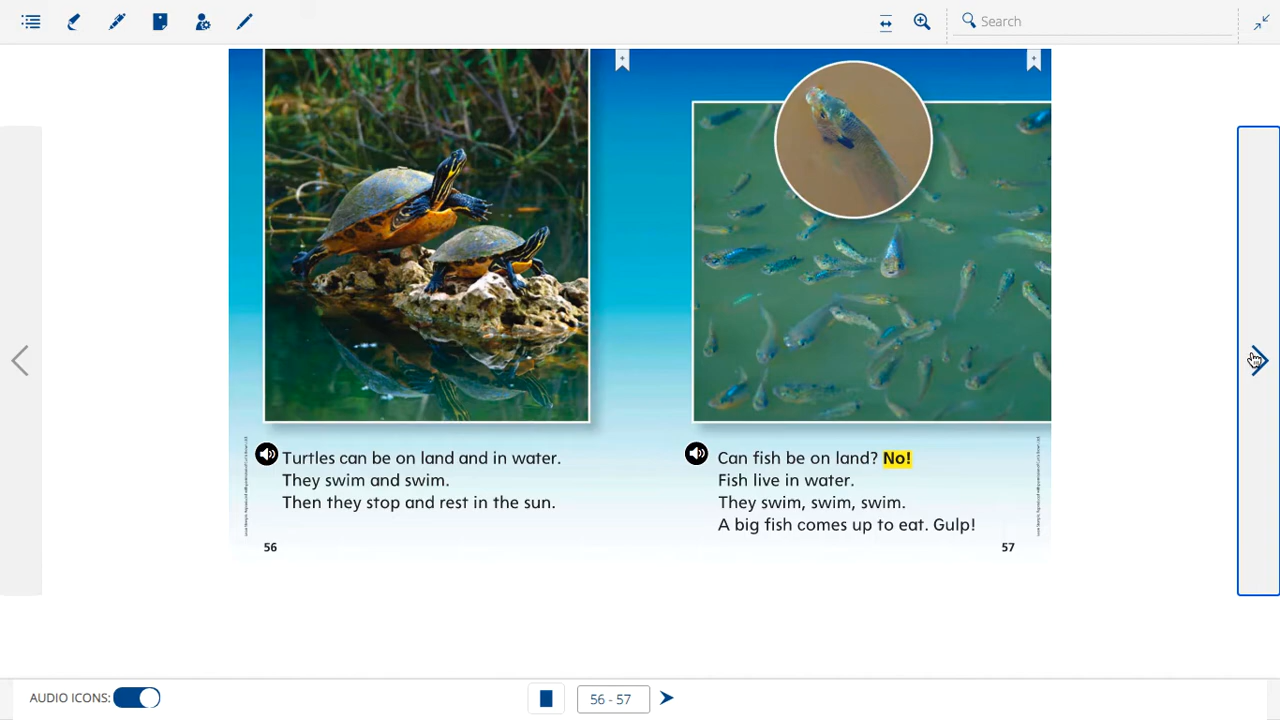 Search
Turtles can be on land and in water.
They swim and swim.
Then they stop and rest in the sun.
56
Can fish be on land? No!
Fish live in water.
They swim, swim, swim.
A big fish comes up to eat. Gulp!
57
AUDIO ICONS:
56 - 57